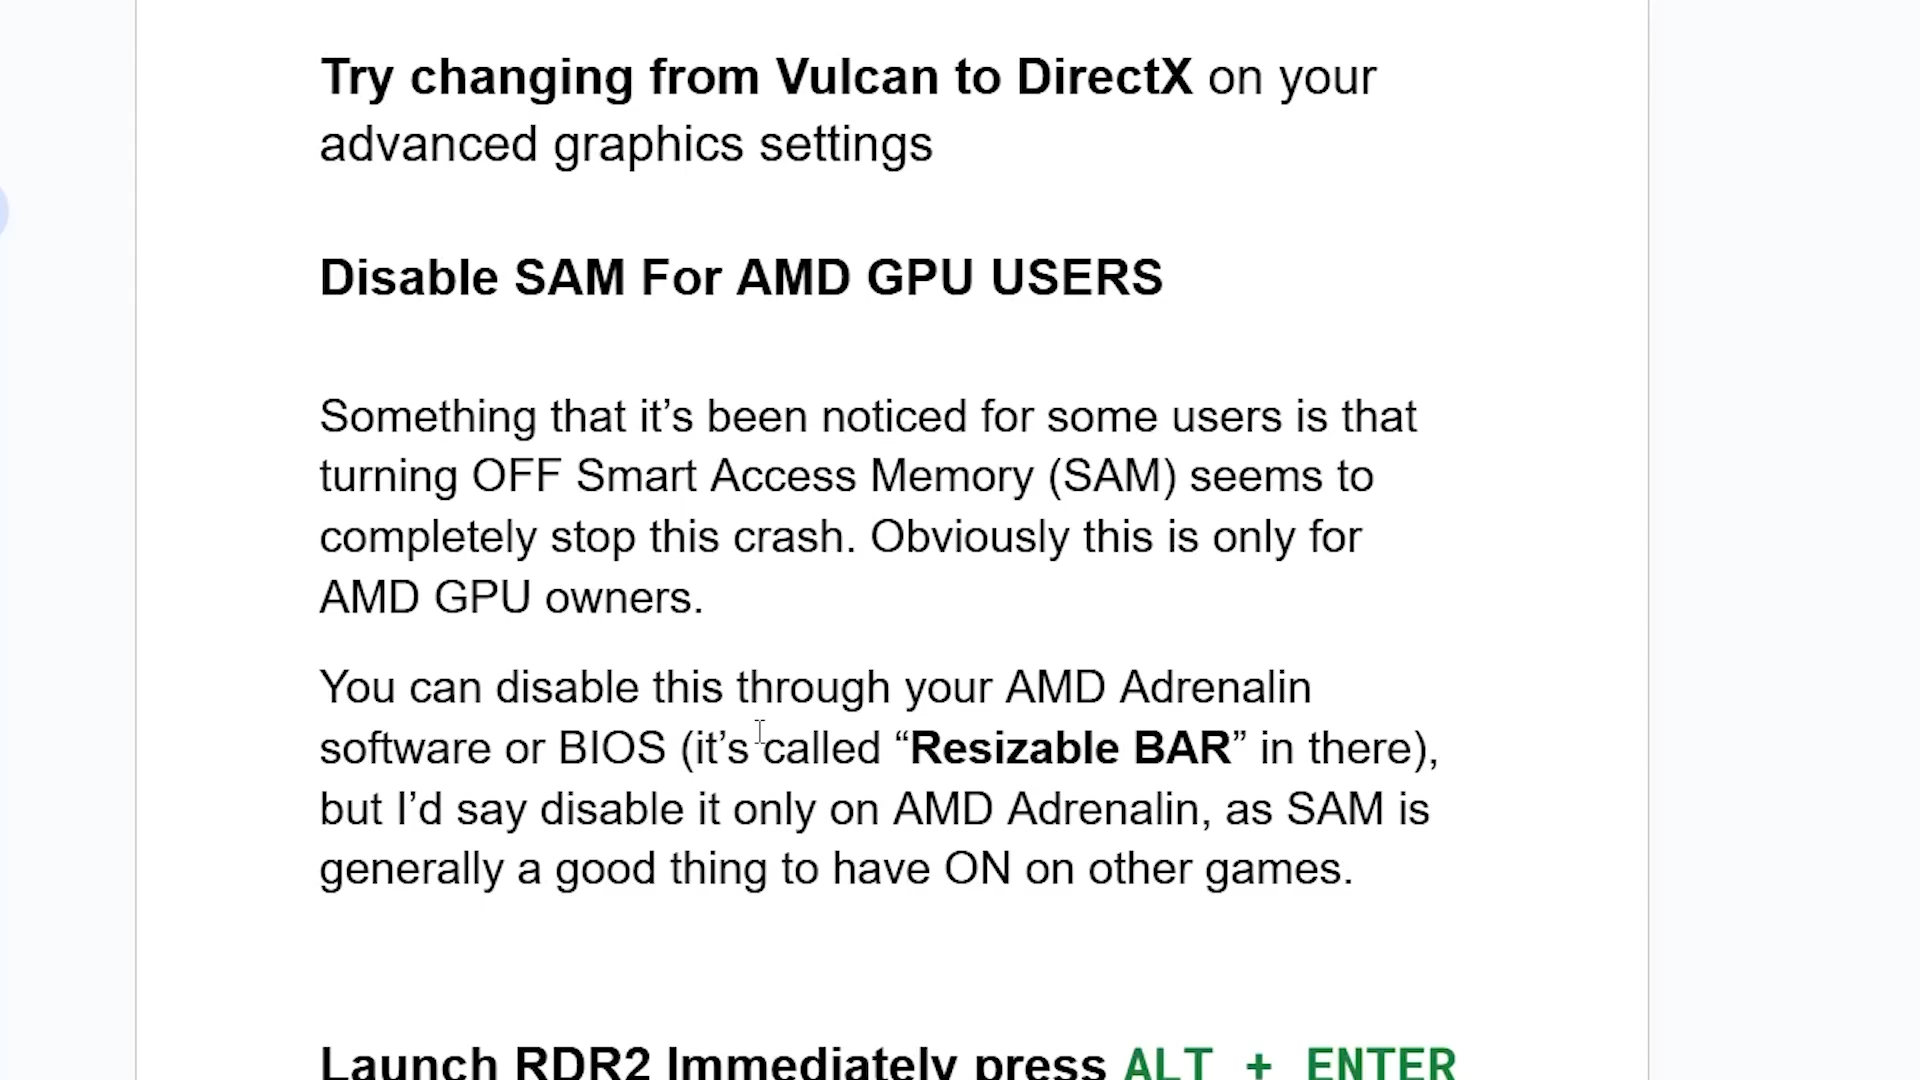 Try changing from Vulcan to DirectX on your
advanced graphics settings
Disable SAM For AMD GPU USERS
Something that it’s been noticed for some users is that
turning OFF Smart Access Memory (SAM) seems to
completely stop this crash. Obviously this is only for
AMD GPU owners.
You can disable this through your AMD Adrenalin
software or BIOS (it’s called “Resizable BAR” in there),
but I’d say disable it only on AMD Adrenalin, as SAM is
generally a good thing to have ON on other games.
Launch RDR2 Immediately press ALT + ENTER